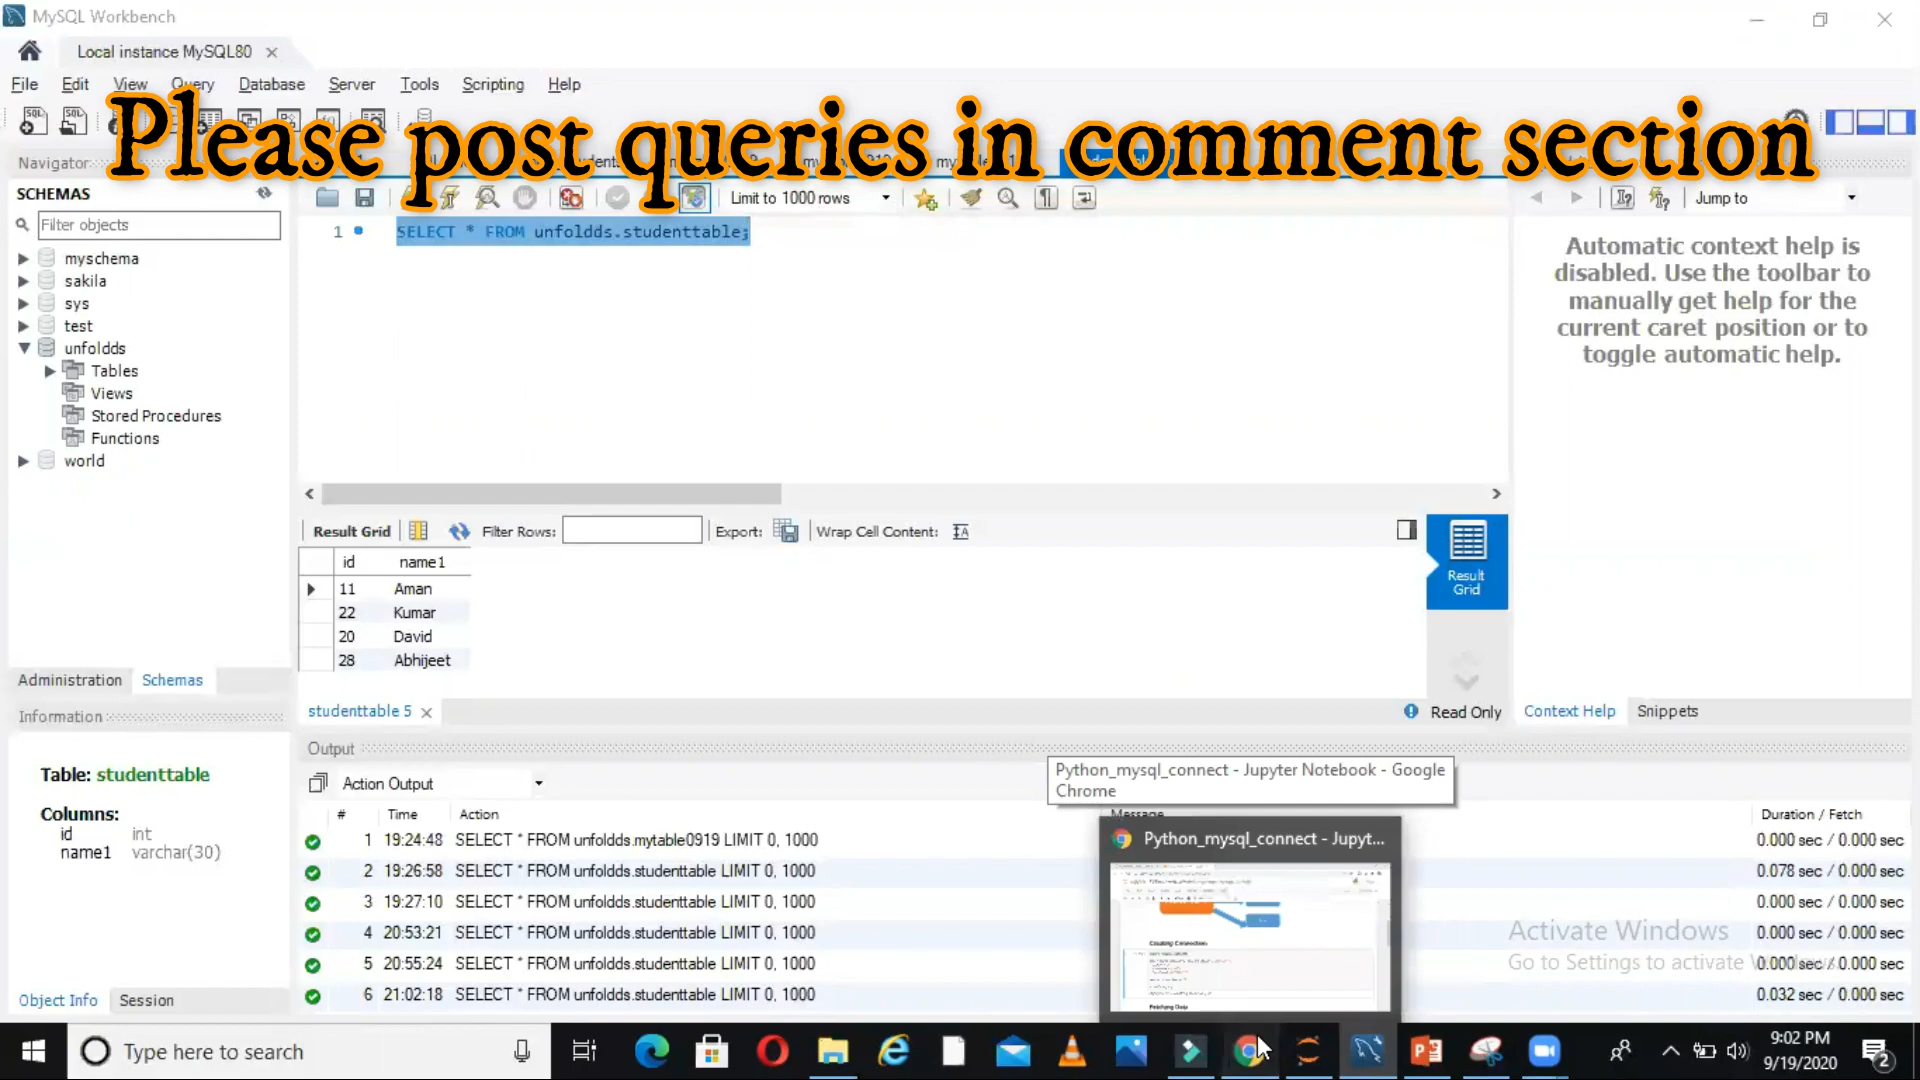 MySQL Workbench
Local instance MySQL80
File Edit View Query Database Server Tools Scripting Help
Please post queries in comment section
Navigator
SCHEMAS
Filter objects
myschema
sakila
sys
test
unfoldds
Tables
Views
Stored Procedures
Functions
world
Administration Schemas
Information
Table: studenttable
Columns:
id int
name1 varchar(30)
Object Info Session
Limit to 1000 rows
1 SELECT * FROM unfoldds.studenttable;
Jump to
Automatic context help is
disabled. Use the toolbar to
manually get help for the
current caret position or to
toggle automatic help.
Result Grid Filter Rows: Export: Wrap Cell Content:
id name1
11 Aman
22 Kumar
20 David
28 Abhijeet
Result
Grid
studenttable 5
Read Only
Context Help Snippets
Output
Action Output
# Time Action Message Duration / Fetch
1 19:24:48 SELECT * FROM unfoldds.mytable0919 LIMIT 0, 1000 0.000 sec / 0.000 sec
2 19:26:58 SELECT * FROM unfoldds.studenttable LIMIT 0, 1000 0.078 sec / 0.000 sec
3 19:27:10 SELECT * FROM unfoldds.studenttable LIMIT 0, 1000 0.000 sec / 0.000 sec
4 20:53:21 SELECT * FROM unfoldds.studenttable LIMIT 0, 1000 0.000 sec / 0.000 sec
5 20:55:24 SELECT * FROM unfoldds.studenttable LIMIT 0, 1000 0.000 sec / 0.000 sec
6 21:02:18 SELECT * FROM unfoldds.studenttable LIMIT 0, 1000 0.032 sec / 0.000 sec
Python_mysql_connect - Jupyter Notebook - Google
Chrome
Python_mysql_connect - Jupyt...
Creating Connection
Fetching Data
Activate Windows
Go to Settings to activate
Type here to search
9:02 PM
9/19/2020
2